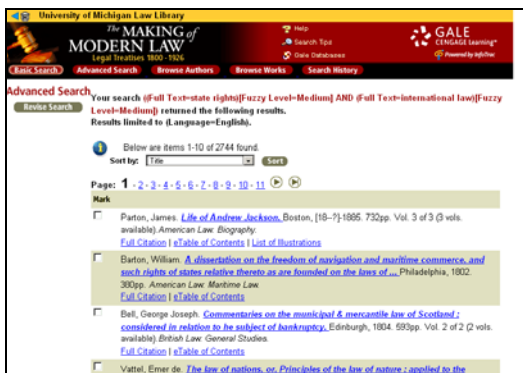 University of Michigan Law Library
The MAKING of
MODERN LAW
Legal Treatises 1800 - 1926
Help
Search Tips
Gale Databases
GALE
CENGAGE Learning
Powered by InfoTrac
Basic Search Advanced Search Browse Authors Browse Works Search History
Advanced Search
Revise Search
Your search ((Full Text=state rights)[Fuzzy Level=Medium] AND (Full Text=international law)[Fuzzy
Level=Medium]) returned the following results.
Results limited to (Language=English).
Below are items 1-10 of 2744 found.
Sort by: Title Sort
Page: 1 - 2 - 3 - 4 - 5 - 6 - 7 - 8 - 9 - 10 - 11
Mark
Parton, James. Life of Andrew Jackson. Boston, [18--?]-1885. 732pp. Vol. 3 of 3 (3 vols.
available). American Law: Biography.
Full Citation | eTable of Contents | List of Illustrations
Barton, William. A dissertation on the freedom of navigation and maritime commerce, and
such rights of states relative thereto as are founded on the laws of ... Philadelphia, 1802.
380pp. American Law: Maritime Law.
Full Citation | eTable of Contents
Bell, George Joseph. Commentaries on the municipal & mercantile law of Scotland :
considered in relation to he subject of bankruptcy. Edinburgh, 1804. 593pp. Vol. 2 of 2 (2 vols.
available). British Law: General Studies.
Full Citation | eTable of Contents
Vattel, Emer de. The law of nations, or, Principles of the law of nature : applied to the